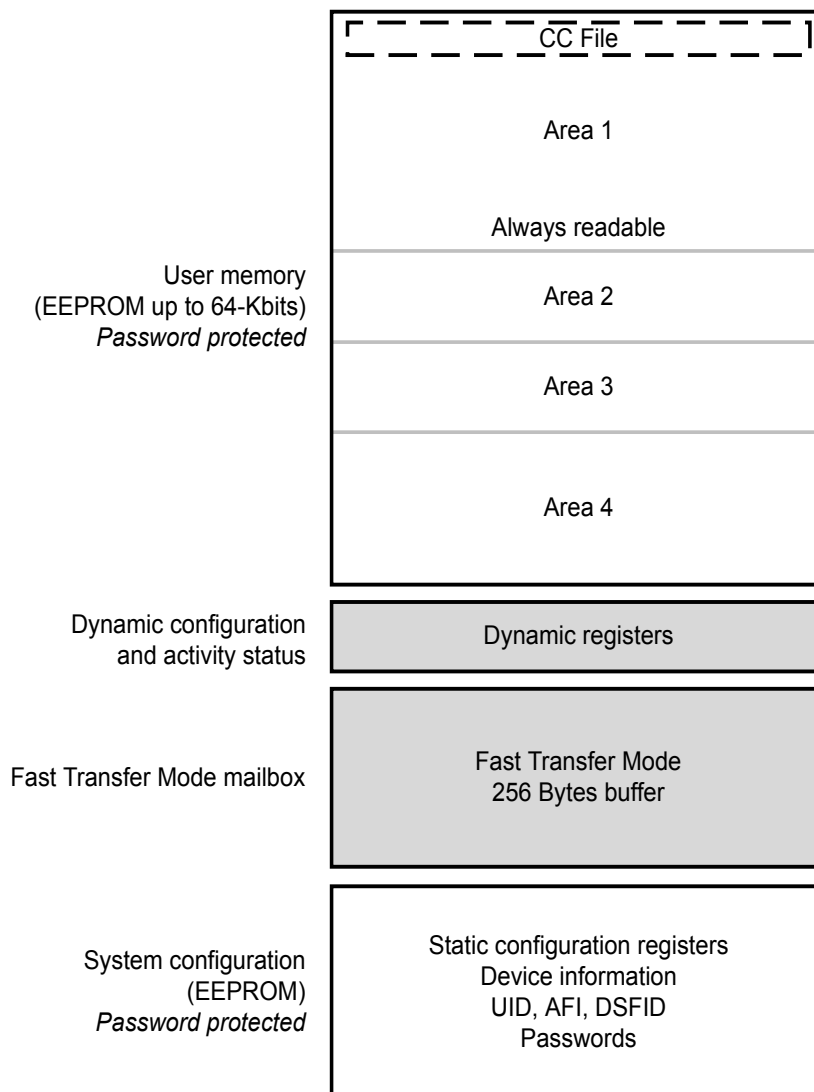 CC File
Area 1
Always readable
User memory
(EEPROM up to 64-Kbits)
Password protected
Area 2
Area 3
Area 4
Dynamic configuration
and activity status
Dynamic registers
Fast Transfer Mode mailbox
Fast Transfer Mode
256 Bytes buffer
System configuration
(EEPROM)
Password protected
Static configuration registers
Device information
UID, AFI, DSFID
Passwords